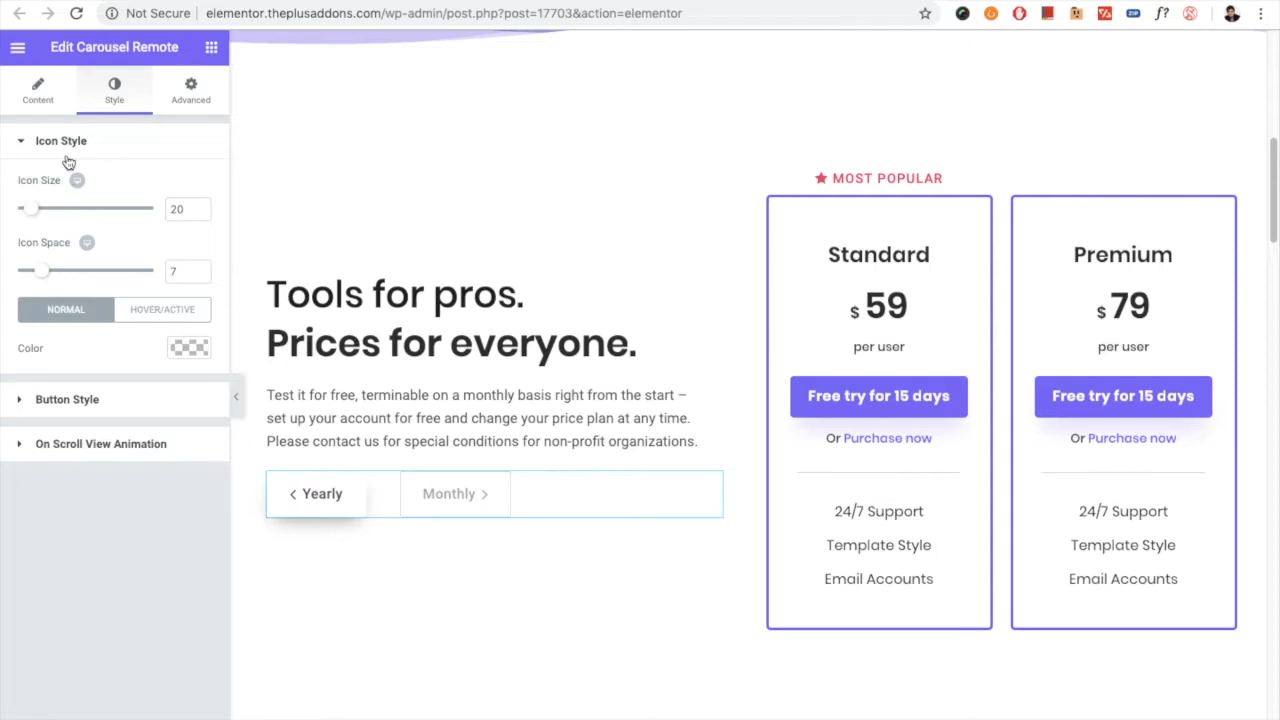 Not Secure
elementor.theplusaddons.com/wp-admin/post.php?post=17703&action=elementor
ZIP
f?
Edit Carousel Remote
Content
Style
Advanced
Icon Style
Icon Size
20
Icon Space
7
NORMAL
HOVER/ACTIVE
Color
Button Style
On Scroll View Animation
Tools for pros.
Prices for everyone.
Test it for free, terminable on a monthly basis right from the start –
set up your account for free and change your price plan at any time.
Please contact us for special conditions for non-profit organizations.
Yearly
Monthly
MOST POPULAR
Standard
$ 59
per user
Free try for 15 days
Or Purchase now
24/7 Support
Template Style
Email Accounts
Premium
$ 79
per user
Free try for 15 days
Or Purchase now
24/7 Support
Template Style
Email Accounts